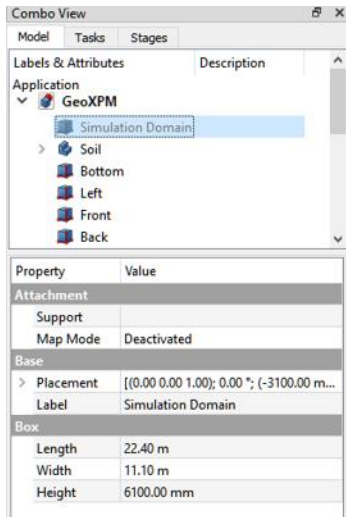 Combo View
Model Tasks Stages
Labels & Attributes Description
Application
GeoXPM
Simulation Domain
Soil
Bottom
Left
Front
Back
Property Value
Attachment
Support
Map Mode Deactivated
Base
Placement [(0.00 0.00 1.00); 0.00 °; (-3100.00 m...
Label Simulation Domain
Box
Length 22.40 m
Width 11.10 m
Height 6100.00 mm